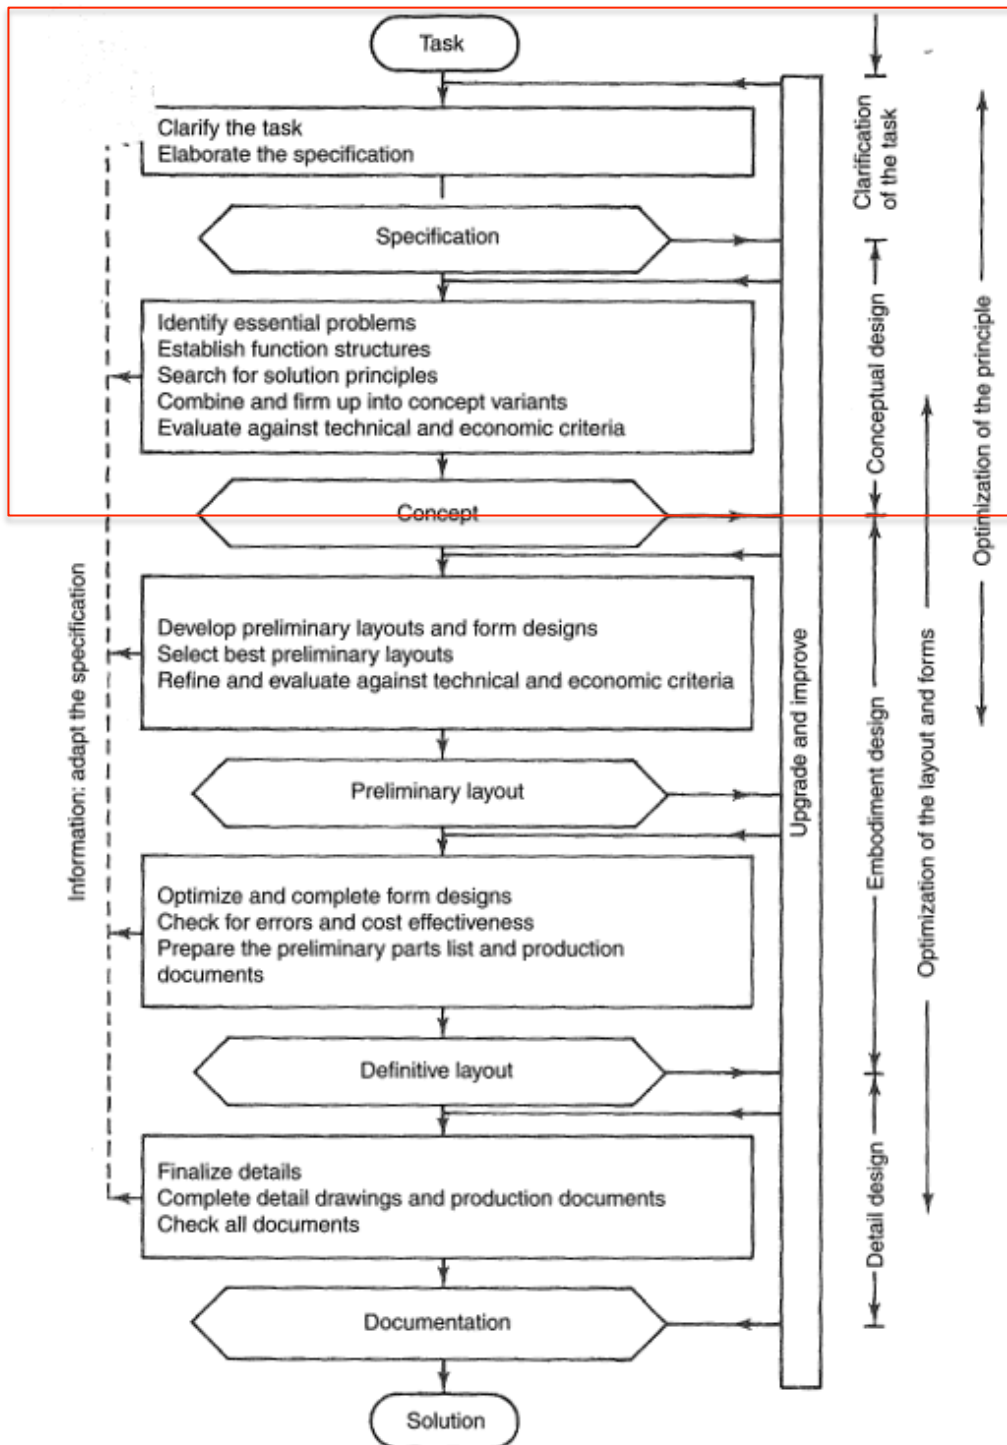 Task
Clarify the task
Elaborate the specification
Specification
Identify essential problems
Establish function structures
Search for solution principles
Combine and firm up into concept variants
Evaluate against technical and economic criteria
Concept
Develop preliminary layouts and form designs
Select best preliminary layouts
Refine and evaluate against technical and economic criteria
Preliminary layout
Optimize and complete form designs
Check for errors and cost effectiveness
Prepare the preliminary parts list and production
documents
Definitive layout
Finalize details
Complete detail drawings and production documents
Check all documents
Documentation
Solution
Information: adapt the specification
Upgrade and improve
Clarification
of the task
Conceptual design
Embodiment design
Detail design
Optimization of the layout and forms
Optimization of the principle